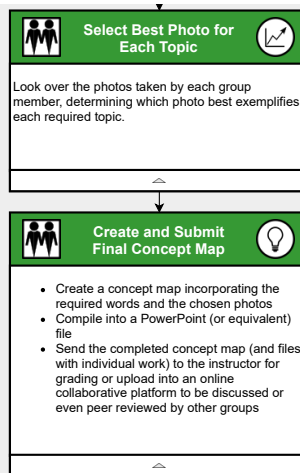 Select Best Photo for
Each Topic
Look over the photos taken by each group
member, determining which photo best exemplifies
each required topic.
Create and Submit
Final Concept Map
• Create a concept map incorporating the
required words and the chosen photos
• Compile into a PowerPoint (or equivalent)
file
• Send the completed concept map (and files
with individual work) to the instructor for
grading or upload into an online
collaborative platform to be discussed or
even peer reviewed by other groups